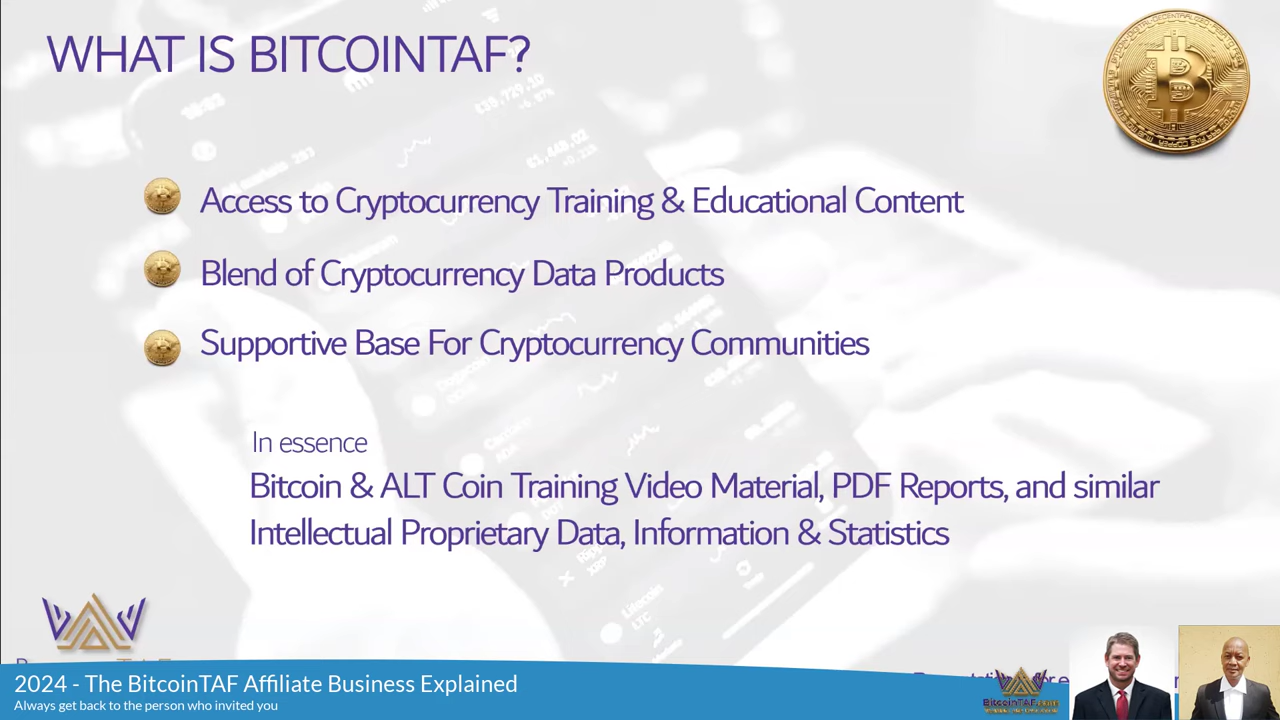 WHAT IS BITCOINTAF?
Access to Cryptocurrency Training & Educational Content
Blend of Cryptocurrency Data Products
Supportive Base For Cryptocurrency Communities
In essence
Bitcoin & ALT Coin Training Video Material, PDF Reports, and similar
Intellectual Proprietary Data, Information & Statistics
2024 - The BitcoinTAF Affiliate Business Explained
Always get back to the person who invited you
BitcoinTAF.com